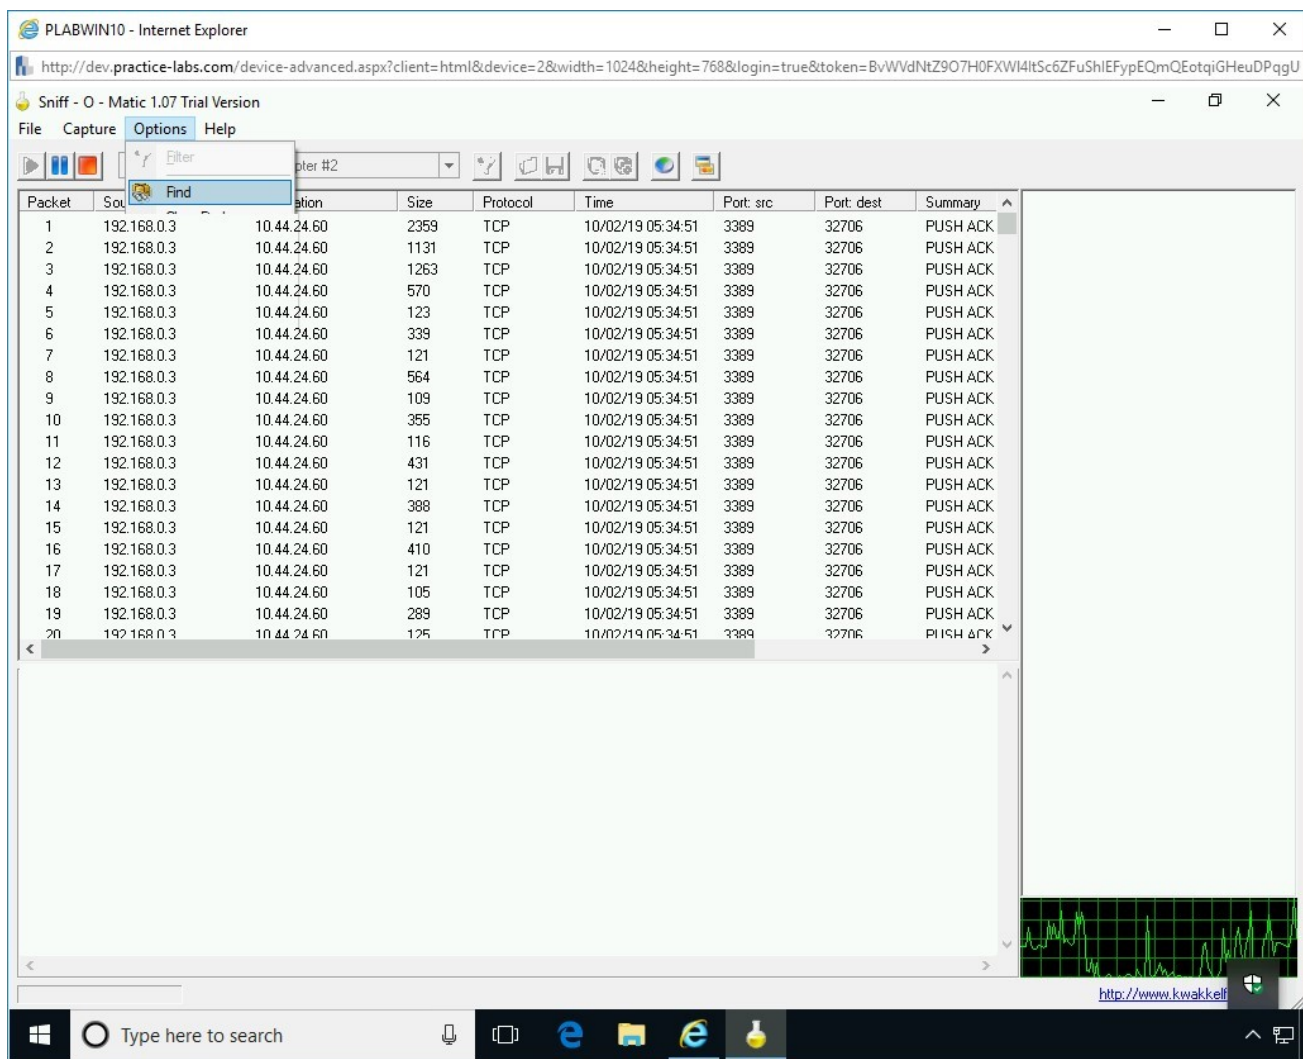 PLABWIN10 - Internet Explorer
http://dev.practice-labs.com/device-advanced.aspx?client=html&device=2&width=1024&height=768&login=true&token=BvWVdNtZ9O7H0FXWI4ltSc6ZFuShIEFypEQmQEotqiGHeuDPqgU
Sniff - O - Matic 1.07 Trial Version
File Capture Options Help
Filter pter #2
Find
Packet Sou ation Size Protocol Time Port: src Port: dest Summary
1 192.168.0.3 10.44.24.60 2359 TCP 10/02/19 05:34:51 3389 32706 PUSH ACK
2 192.168.0.3 10.44.24.60 1131 TCP 10/02/19 05:34:51 3389 32706 PUSH ACK
3 192.168.0.3 10.44.24.60 1263 TCP 10/02/19 05:34:51 3389 32706 PUSH ACK
4 192.168.0.3 10.44.24.60 570 TCP 10/02/19 05:34:51 3389 32706 PUSH ACK
5 192.168.0.3 10.44.24.60 123 TCP 10/02/19 05:34:51 3389 32706 PUSH ACK
6 192.168.0.3 10.44.24.60 339 TCP 10/02/19 05:34:51 3389 32706 PUSH ACK
7 192.168.0.3 10.44.24.60 121 TCP 10/02/19 05:34:51 3389 32706 PUSH ACK
8 192.168.0.3 10.44.24.60 564 TCP 10/02/19 05:34:51 3389 32706 PUSH ACK
9 192.168.0.3 10.44.24.60 109 TCP 10/02/19 05:34:51 3389 32706 PUSH ACK
10 192.168.0.3 10.44.24.60 355 TCP 10/02/19 05:34:51 3389 32706 PUSH ACK
11 192.168.0.3 10.44.24.60 116 TCP 10/02/19 05:34:51 3389 32706 PUSH ACK
12 192.168.0.3 10.44.24.60 431 TCP 10/02/19 05:34:51 3389 32706 PUSH ACK
13 192.168.0.3 10.44.24.60 121 TCP 10/02/19 05:34:51 3389 32706 PUSH ACK
14 192.168.0.3 10.44.24.60 388 TCP 10/02/19 05:34:51 3389 32706 PUSH ACK
15 192.168.0.3 10.44.24.60 121 TCP 10/02/19 05:34:51 3389 32706 PUSH ACK
16 192.168.0.3 10.44.24.60 410 TCP 10/02/19 05:34:51 3389 32706 PUSH ACK
17 192.168.0.3 10.44.24.60 121 TCP 10/02/19 05:34:51 3389 32706 PUSH ACK
18 192.168.0.3 10.44.24.60 105 TCP 10/02/19 05:34:51 3389 32706 PUSH ACK
19 192.168.0.3 10.44.24.60 289 TCP 10/02/19 05:34:51 3389 32706 PUSH ACK
20 192.168.0.3 10.44.24.60 125 TCP 10/02/19 05:34:51 3389 32706 PUSH ACK
http://www.kwakkelf
Type here to search